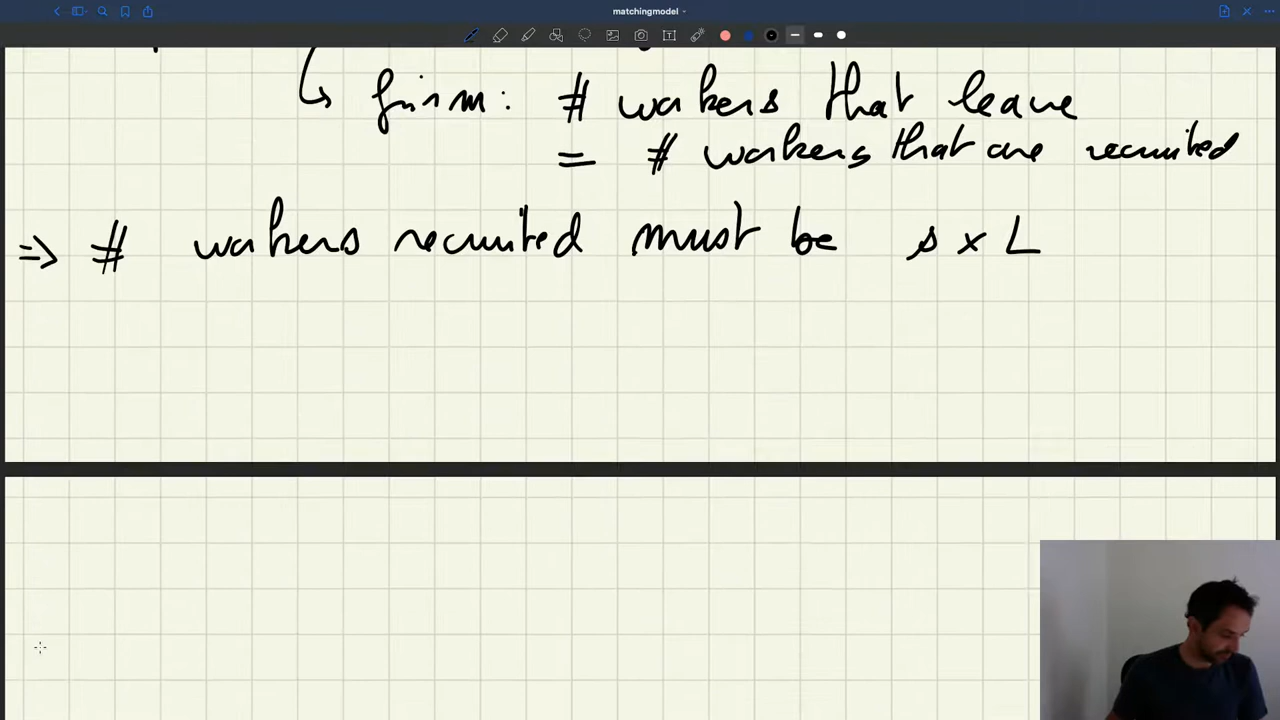 matchingmodel
↳ firm: # workers that leave
= # workers that are recruited
⇒ # workers recruited must be s × L